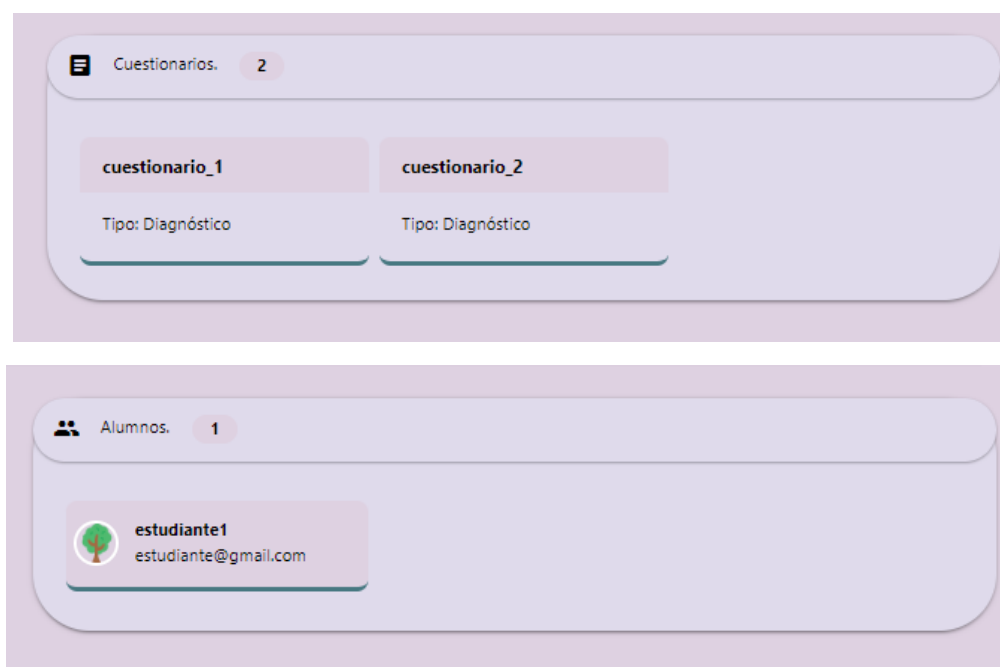 Cuestionarios. 2
cuestionario_1 cuestionario_2
Tipo: Diagnóstico Tipo: Diagnóstico
Alumnos. 1
estudiante1
estudiante@gmail.com